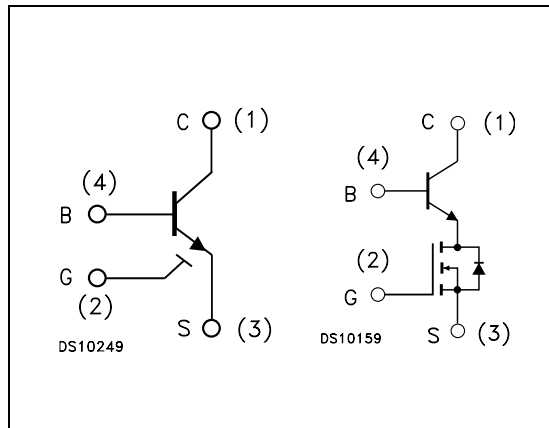 C (1)
(4)
B
G
(2)
S (3)
DS10249
C (1)
(4)
B
(2)
G
S (3)
DS10159